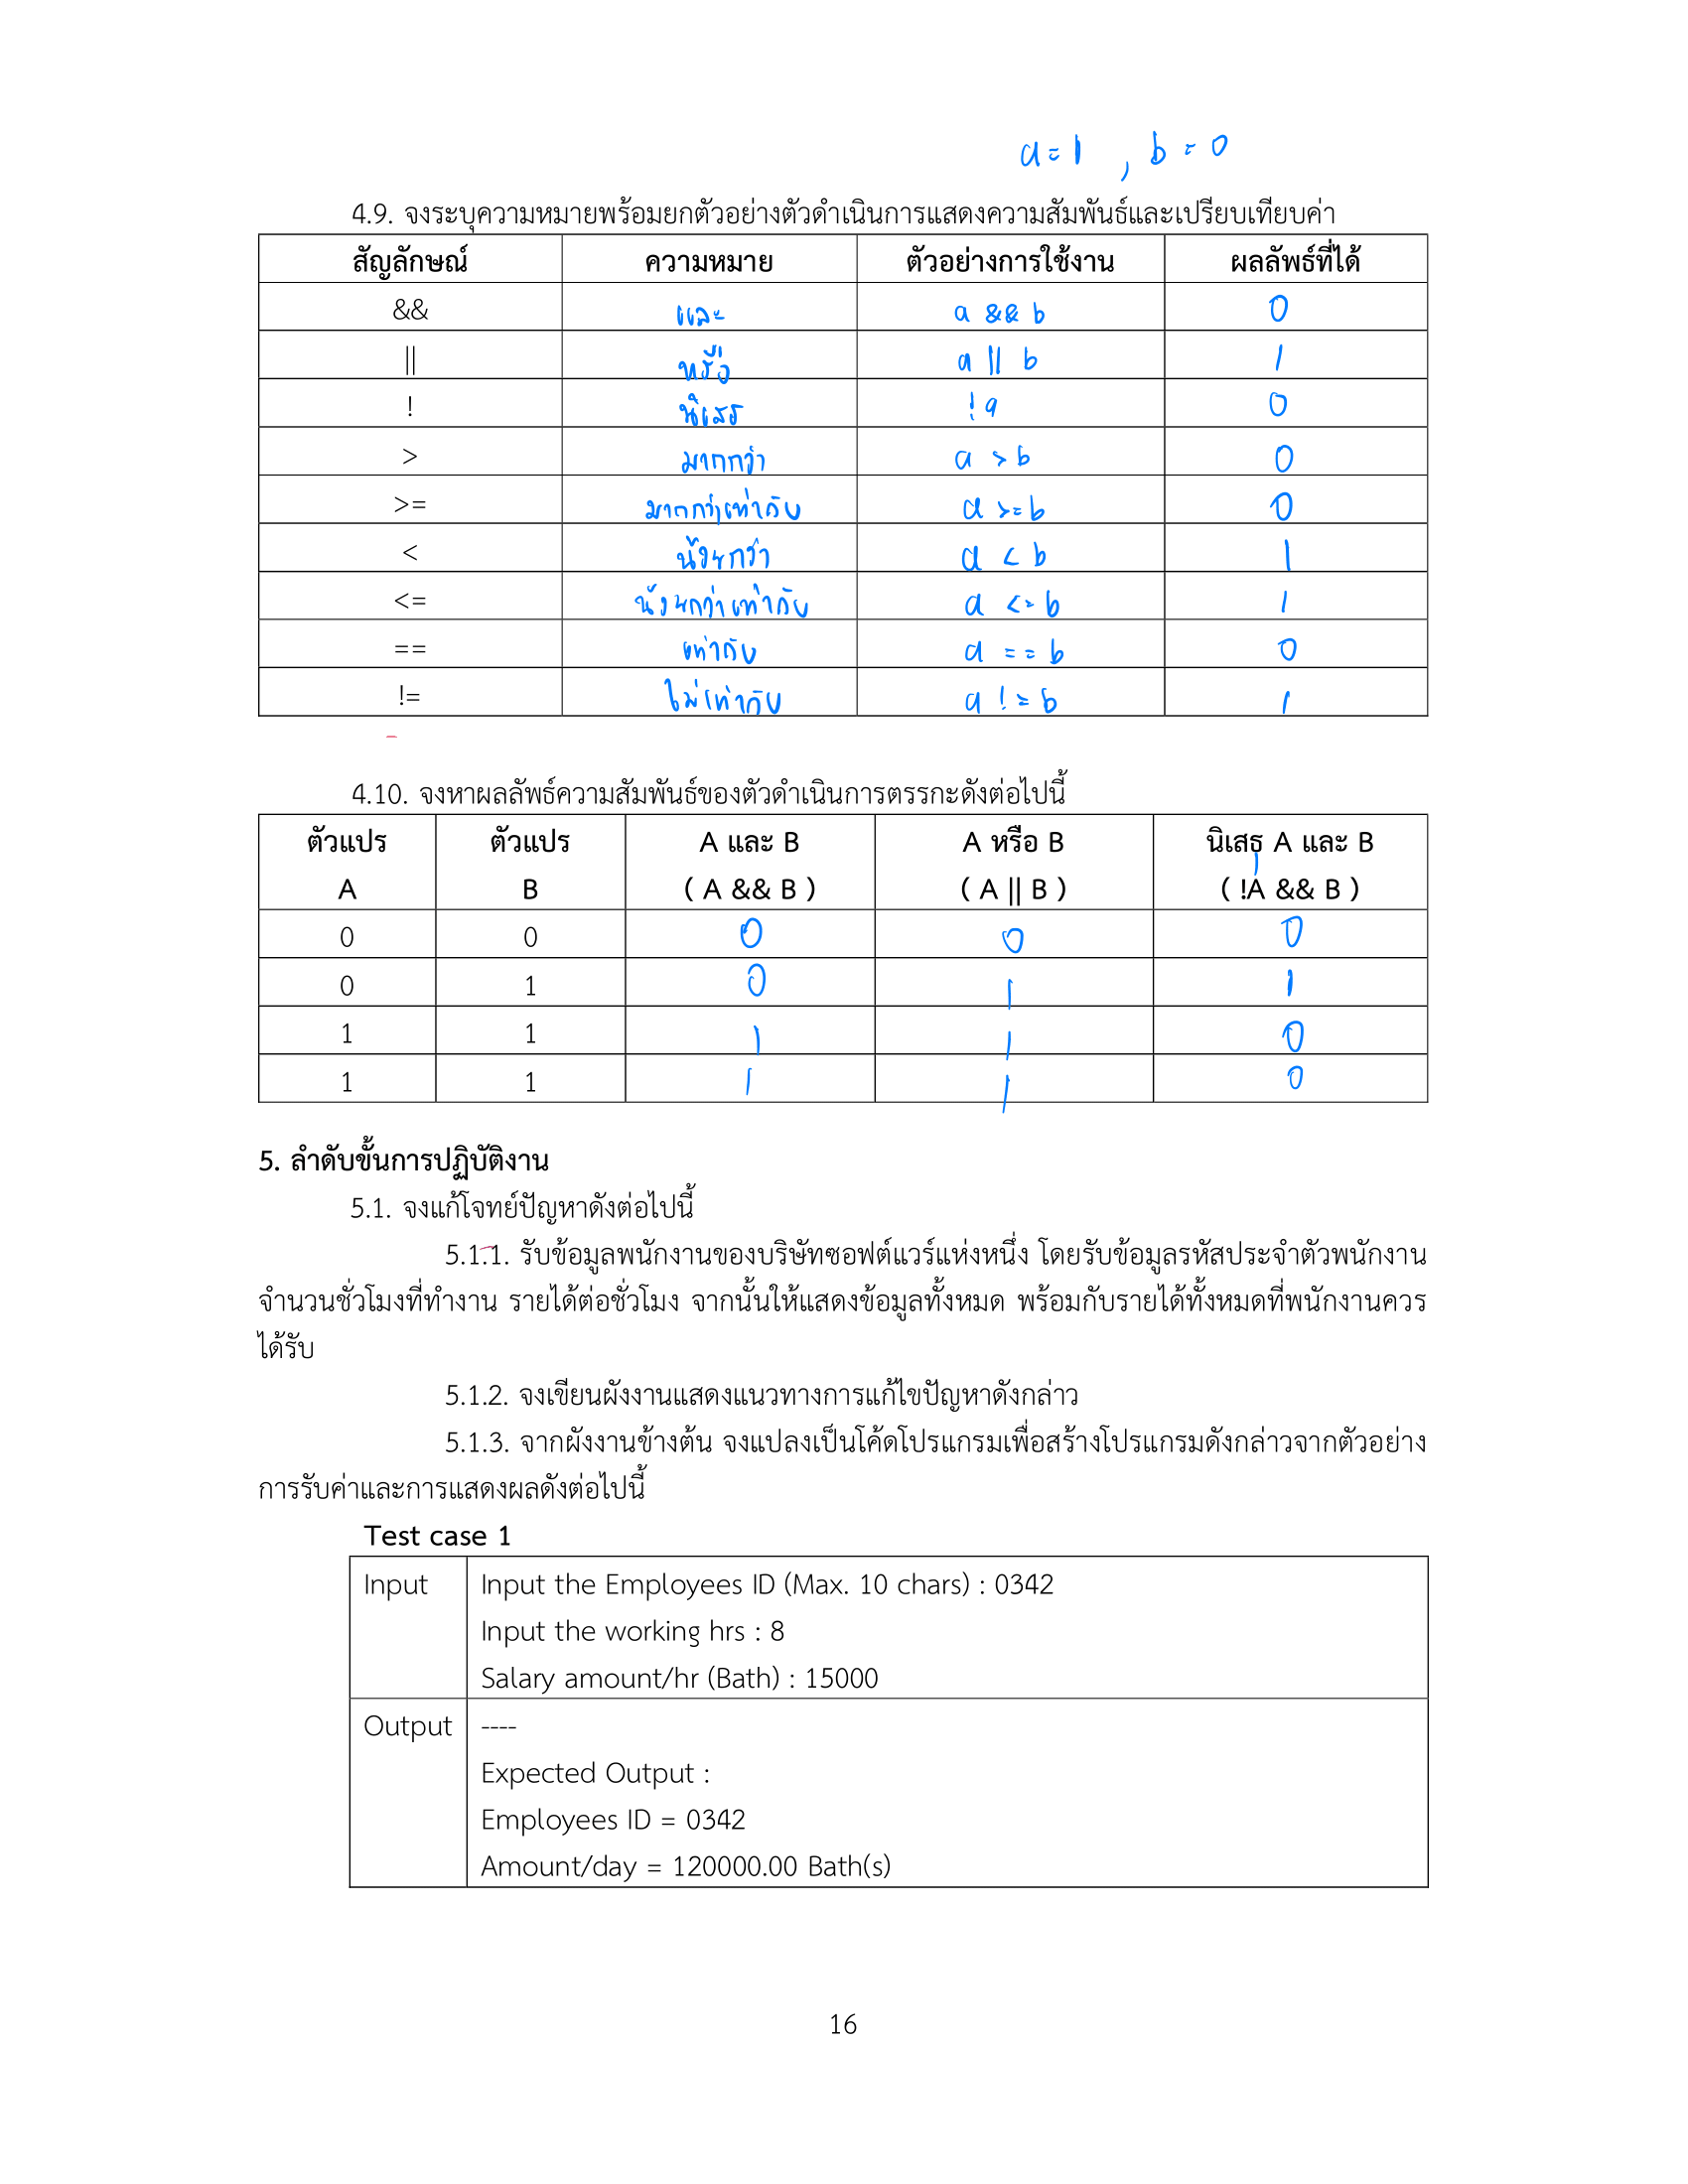 a=1 , b=0
4.9. จงระบุความหมายพร้อมยกตัวอย่างตัวดำเนินการแสดงความสัมพันธ์และเปรียบเทียบค่า
สัญลักษณ์ ความหมาย ตัวอย่างการใช้งาน ผลลัพธ์ที่ได้
&& และ a && b 0
|| หรือ a || b 1
! นิเสธ !a 0
> มากกว่า a > b 0
>= มากกว่าเท่ากับ a >= b 0
< น้อยกว่า a < b 1
<= น้อยกว่าเท่ากับ a <= b 1
== เท่ากับ a == b 0
!= ไม่เท่ากับ a != b 1
4.10. จงหาผลลัพธ์ความสัมพันธ์ของตัวดำเนินการตรรกะดังต่อไปนี้
ตัวแปร ตัวแปร A และ B A หรือ B นิเสธ A และ B
A B ( A && B ) ( A || B ) ( !A && B )
0 0 0 0 0
0 1 0 1 1
1 1 1 1 0
1 1 1 1 0
5. ลำดับขั้นการปฏิบัติงาน
5.1. จงแก้โจทย์ปัญหาดังต่อไปนี้
5.1.1. รับข้อมูลพนักงานของบริษัทซอฟต์แวร์แห่งหนึ่ง โดยรับข้อมูลรหัสประจำตัวพนักงาน
จำนวนชั่วโมงที่ทำงาน รายได้ต่อชั่วโมง จากนั้นให้แสดงข้อมูลทั้งหมด พร้อมกับรายได้ทั้งหมดที่พนักงานควร
ได้รับ
5.1.2. จงเขียนผังงานแสดงแนวทางการแก้ไขปัญหาดังกล่าว
5.1.3. จากผังงานข้างต้น จงแปลงเป็นโค้ดโปรแกรมเพื่อสร้างโปรแกรมดังกล่าวจากตัวอย่าง
การรับค่าและการแสดงผลดังต่อไปนี้
Test case 1
Input Input the Employees ID (Max. 10 chars) : 0342
Input the working hrs : 8
Salary amount/hr (Bath) : 15000
Output ----
Expected Output :
Employees ID = 0342
Amount/day = 120000.00 Bath(s)
16